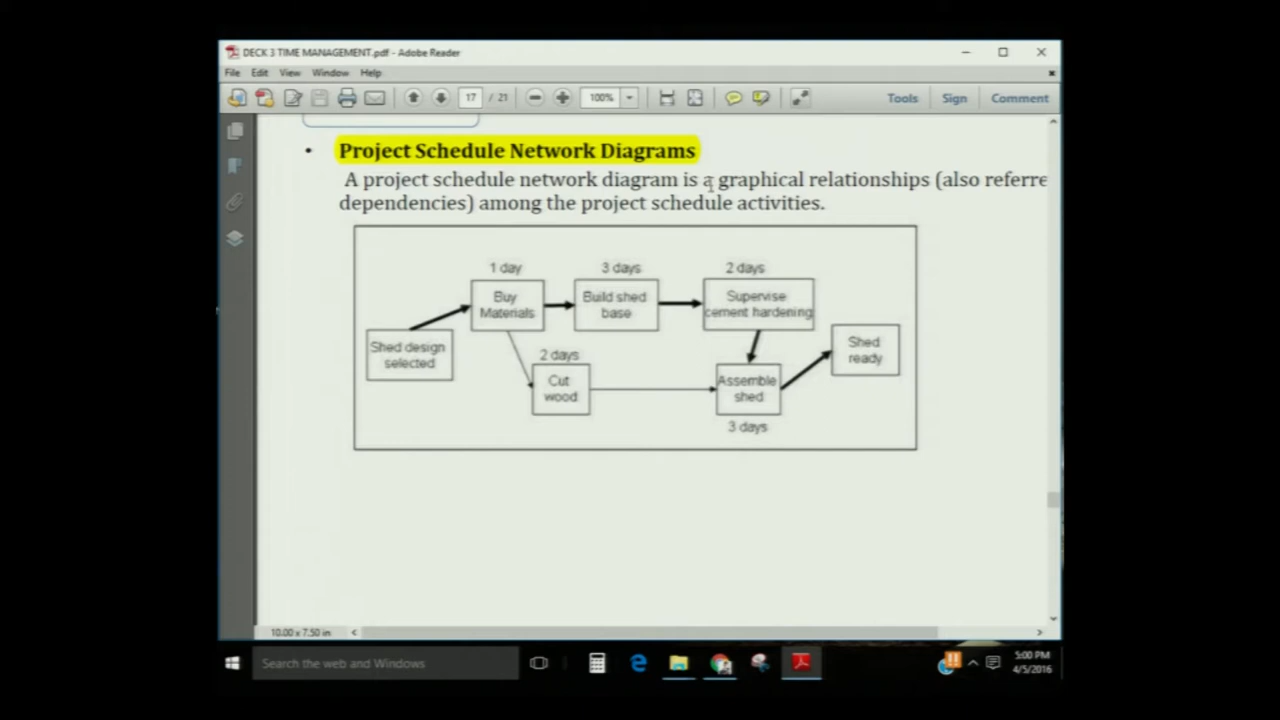 DECK 3 TIME MANAGEMENT.pdf - Adobe Reader
File Edit View Window Help
17 / 21 100% Tools Sign Comment
• Project Schedule Network Diagrams
A project schedule network diagram is a graphical relationships (also referre
dependencies) among the project schedule activities.
1 day 3 days 2 days
Buy
Materials
Build shed
base
Supervise
cement hardening
Shed design
selected
Shed
ready
2 days
Cut
wood
Assemble
shed
3 days
10.00 x 7.50 in
Search the web and Windows
5:00 PM
4/5/2016